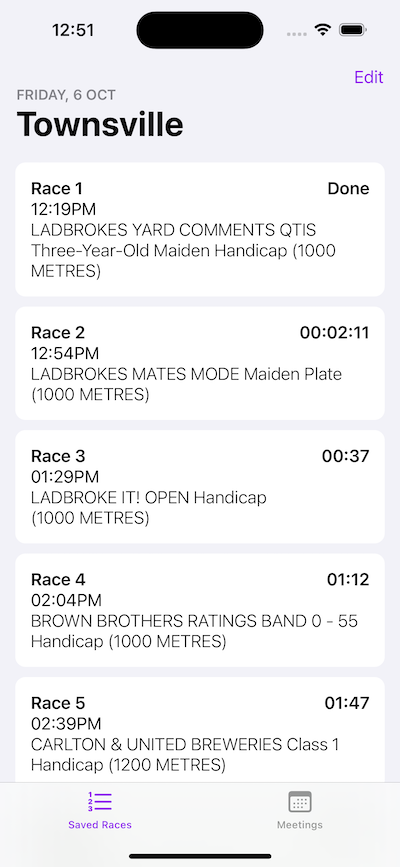 12:51
Edit
FRIDAY, 6 OCT
Townsville
Race 1 Done
12:19PM
LADBROKES YARD COMMENTS QTIS
Three-Year-Old Maiden Handicap (1000
METRES)
Race 2 00:02:11
12:54PM
LADBROKES MATES MODE Maiden Plate
(1000 METRES)
Race 3 00:37
01:29PM
LADBROKE IT! OPEN Handicap
(1000 METRES)
Race 4 01:12
02:04PM
BROWN BROTHERS RATINGS BAND 0 - 55
Handicap (1000 METRES)
Race 5 01:47
02:39PM
CARLTON & UNITED BREWERIES Class 1
Handicap (1200 METRES)
1
2
3
Saved Races Meetings